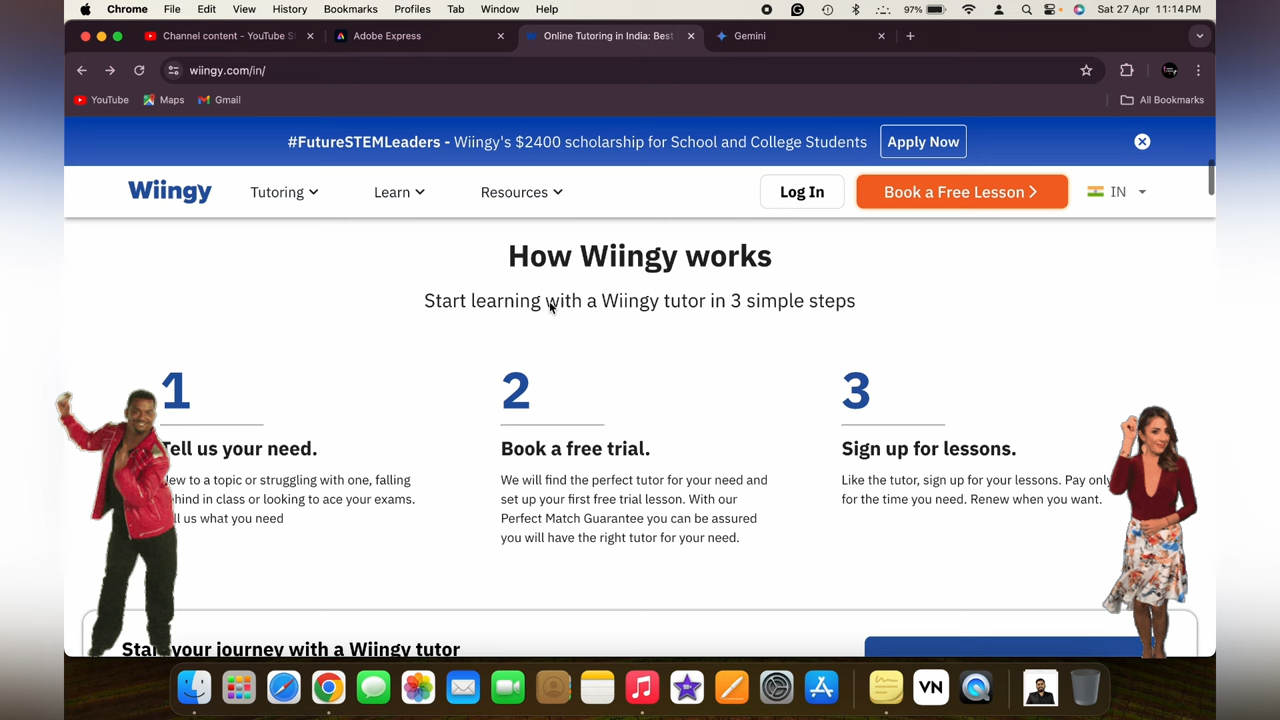 Chrome File Edit View History Bookmarks Profiles Tab Window Help 97% Sat 27 Apr 11:14 PM
Channel content - YouTube S
Adobe Express
Online Tutoring in India: Best
Gemini
wiingy.com/in/
YouTube Maps Gmail All Bookmarks
#FutureSTEMLeaders - Wiingy's $2400 scholarship for School and College Students Apply Now
Wiingy Tutoring Learn Resources Log In Book a Free Lesson IN
How Wiingy works
Start learning with a Wiingy tutor in 3 simple steps
1
Tell us your need.
ew to a topic or struggling with one, falling
hind in class or looking to ace your exams.
ll us what you need
2
Book a free trial.
We will find the perfect tutor for your need and
set up your first free trial lesson. With our
Perfect Match Guarantee you can be assured
you will have the right tutor for your need.
3
Sign up for lessons.
Like the tutor, sign up for your lessons. Pay only
for the time you need. Renew when you want.
Start your journey with a Wiingy tutor
VN